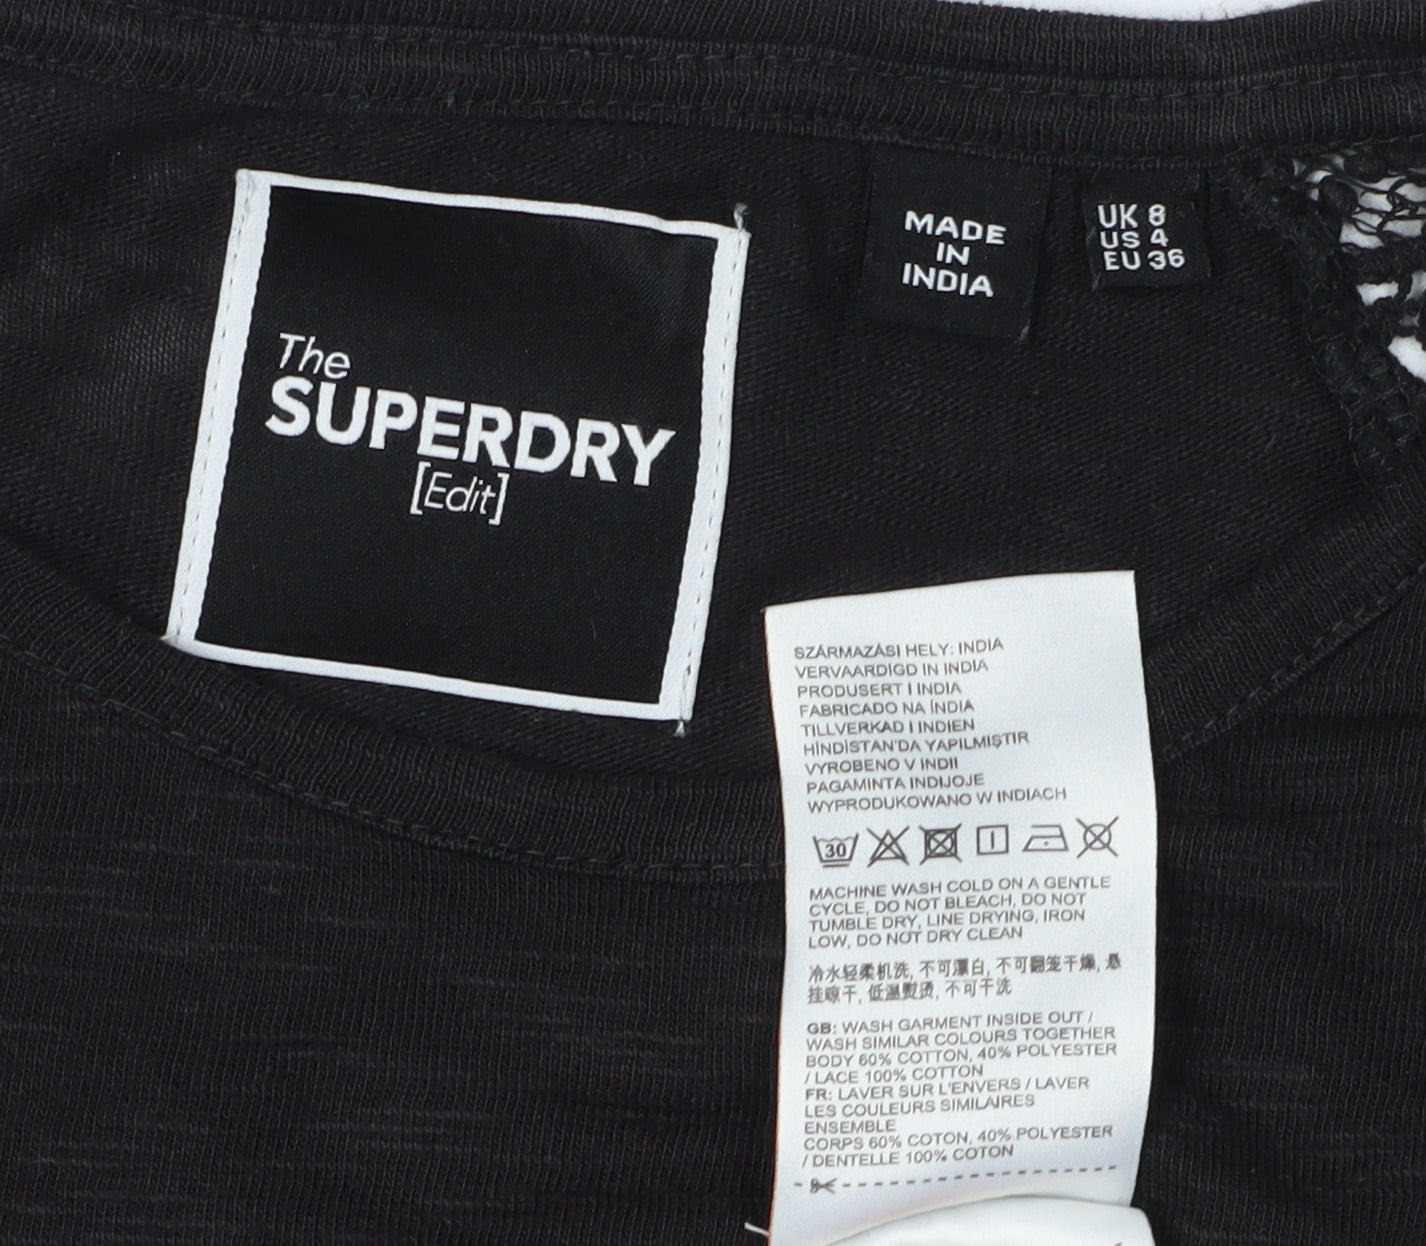 The
SUPERDRY
[Edit]
MADE
IN
INDIA
UK 8
US 4
EU 36
SZÁRMAZÁSI HELY: INDIA
VERVAARDIGD IN INDIA
PRODUSERT I INDIA
FABRICADO NA ÍNDIA
TILLVERKAD I INDIEN
HİNDİSTAN'DA YAPILMIŞTIR
VYROBENO V INDII
PAGAMINTA INDIJOJE
WYPRODUKOWANO W INDIACH
30
MACHINE WASH COLD ON A GENTLE
CYCLE, DO NOT BLEACH, DO NOT
TUMBLE DRY, LINE DRYING, IRON
LOW, DO NOT DRY CLEAN
冷水轻柔机洗, 不可漂白, 不可翻笼干燥, 悬
挂晾干, 低温熨烫, 不可干洗
GB: WASH GARMENT INSIDE OUT /
WASH SIMILAR COLOURS TOGETHER
BODY 60% COTTON, 40% POLYESTER
/ LACE 100% COTTON
FR: LAVER SUR L'ENVERS / LAVER
LES COULEURS SIMILAIRES
ENSEMBLE
CORPS 60% COTON, 40% POLYESTER
/ DENTELLE 100% COTON